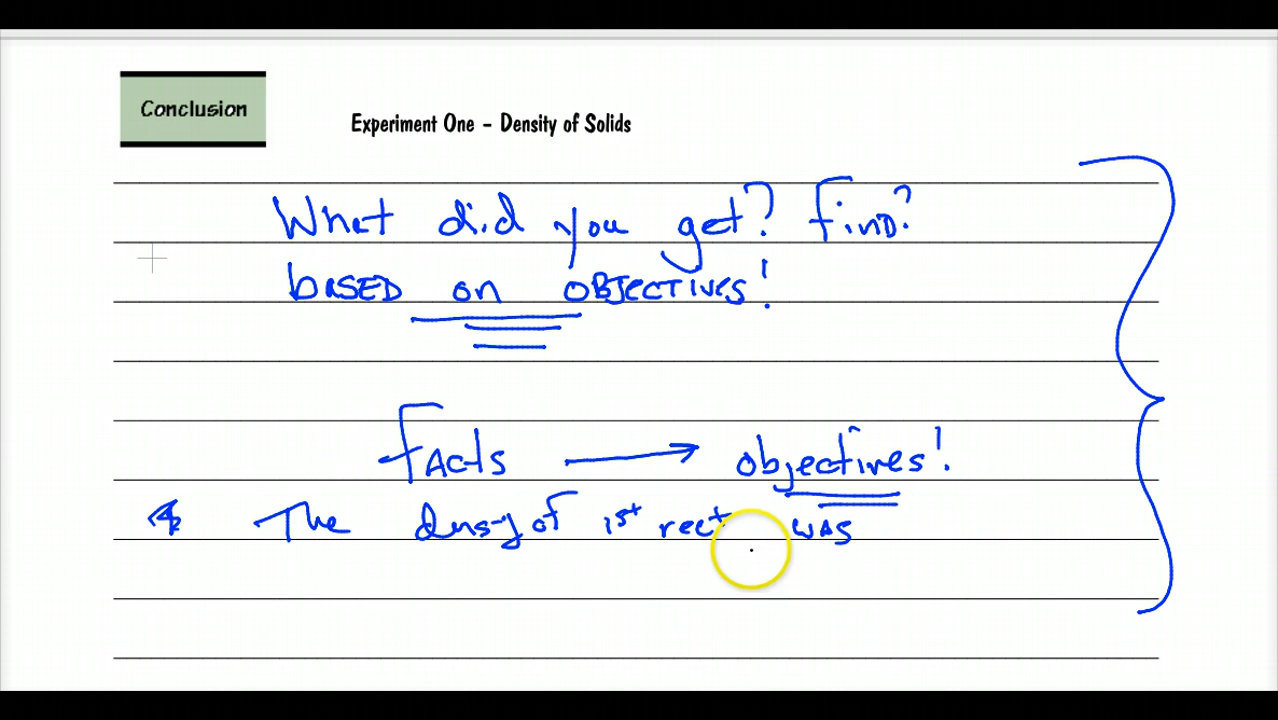 Conclusion
Experiment One – Density of Solids
What did you get? Find?
BASED on OBJECTIVES!
FACTS → objectives!
* The densy of 1st rect was